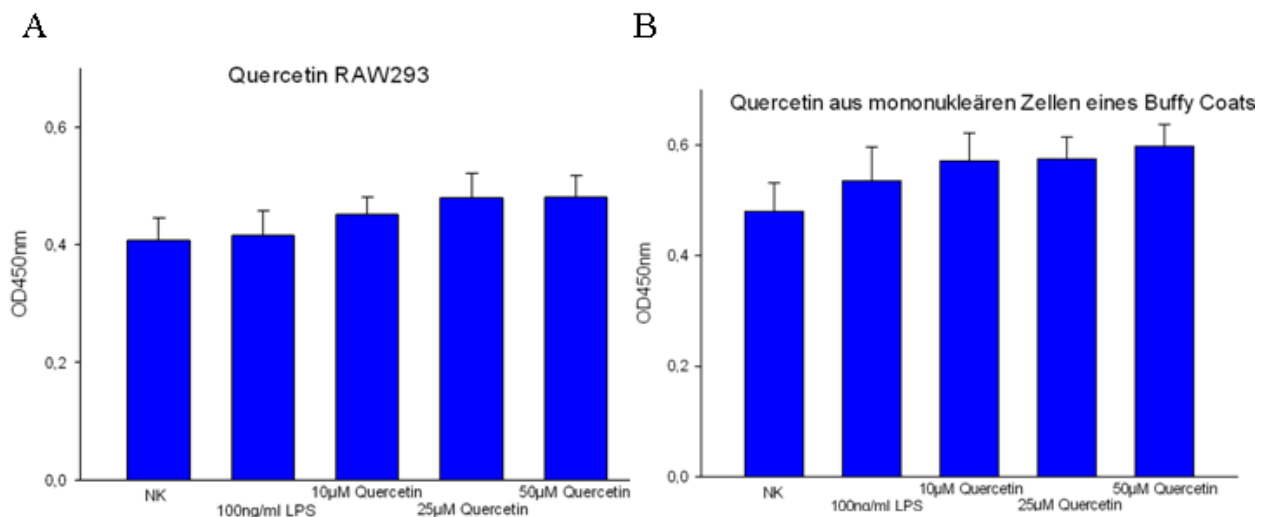 A
Quercetin RAW293
OD450nm
0,6
0,4
0,2
0,0
NK
100ng/ml LPS
10µM Quercetin
25µM Quercetin
50µM Quercetin
B
Quercetin aus mononukleären Zellen eines Buffy Coats
OD450nm
0,6
0,4
0,2
0,0
NK
100ng/ml LPS
10µM Quercetin
25µM Quercetin
50µM Quercetin